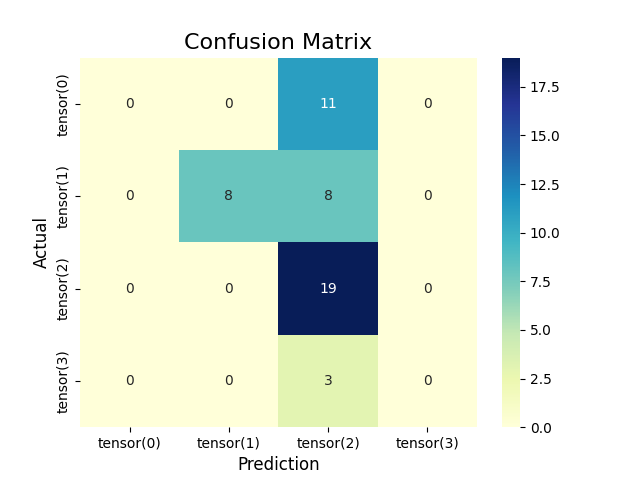 Confusion Matrix
Actual
tensor(0)
0 0 11 0
tensor(1)
0 8 8 0
tensor(2)
0 0 19 0
tensor(3)
0 0 3 0
tensor(0) tensor(1) tensor(2) tensor(3)
Prediction
17.5
15.0
12.5
10.0
7.5
5.0
2.5
0.0